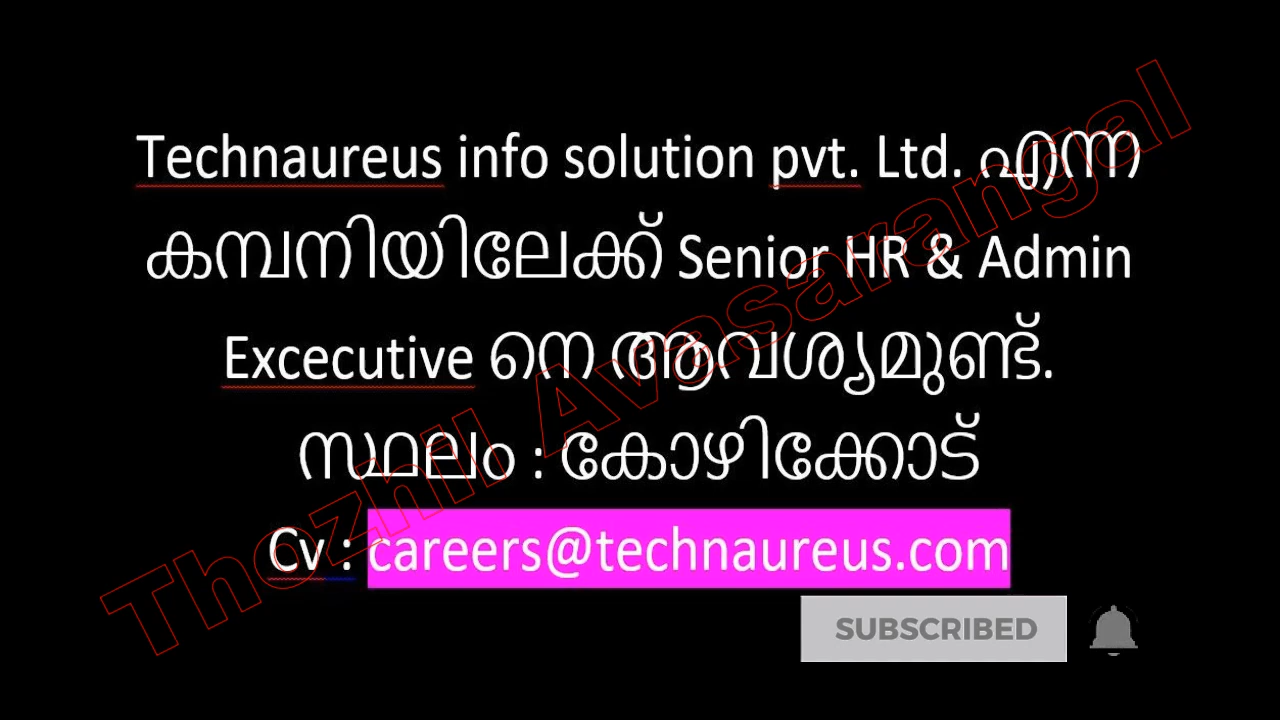 Technaureus info solution pvt. Ltd. എന്ന
കമ്പനിയിലേക്ക് Senior HR & Admin
Excecutive നെ ആവശ്യമുണ്ട്.
സ്ഥലം : കോഴിക്കോട്
Cv : careers@technaureus.com
SUBSCRIBED
Thozhil Avasarangal